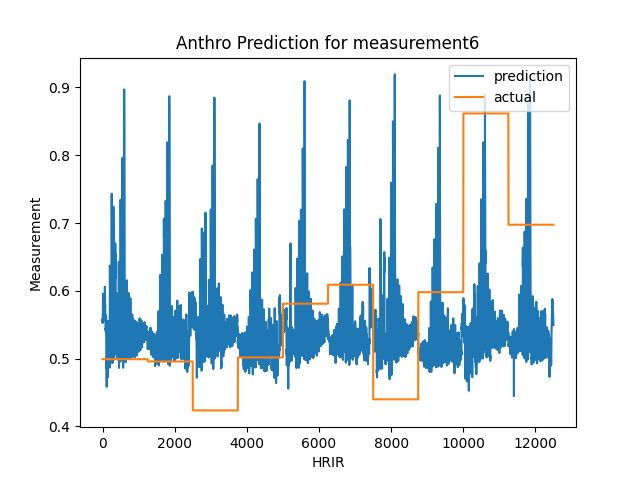 Anthro Prediction for measurement6
prediction
actual
Measurement
0.9
0.8
0.7
0.6
0.5
0.4
0 2000 4000 6000 8000 10000 12000
HRIR